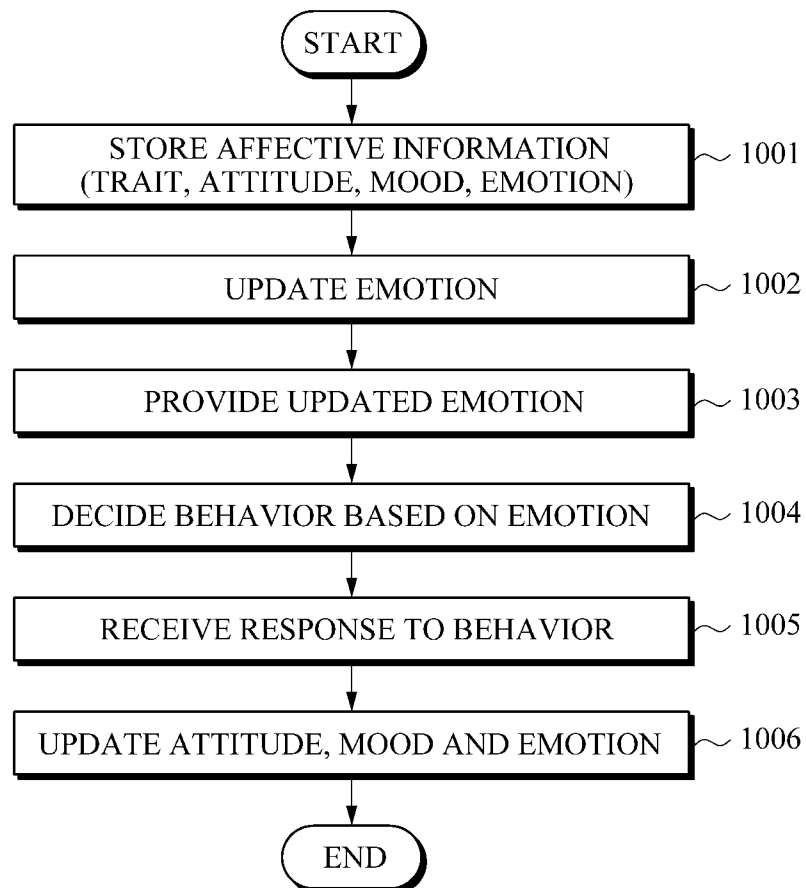 START
STORE AFFECTIVE INFORMATION
(TRAIT, ATTITUDE, MOOD, EMOTION)
1001
UPDATE EMOTION
1002
PROVIDE UPDATED EMOTION
1003
DECIDE BEHAVIOR BASED ON EMOTION
1004
RECEIVE RESPONSE TO BEHAVIOR
1005
UPDATE ATTITUDE, MOOD AND EMOTION
1006
END